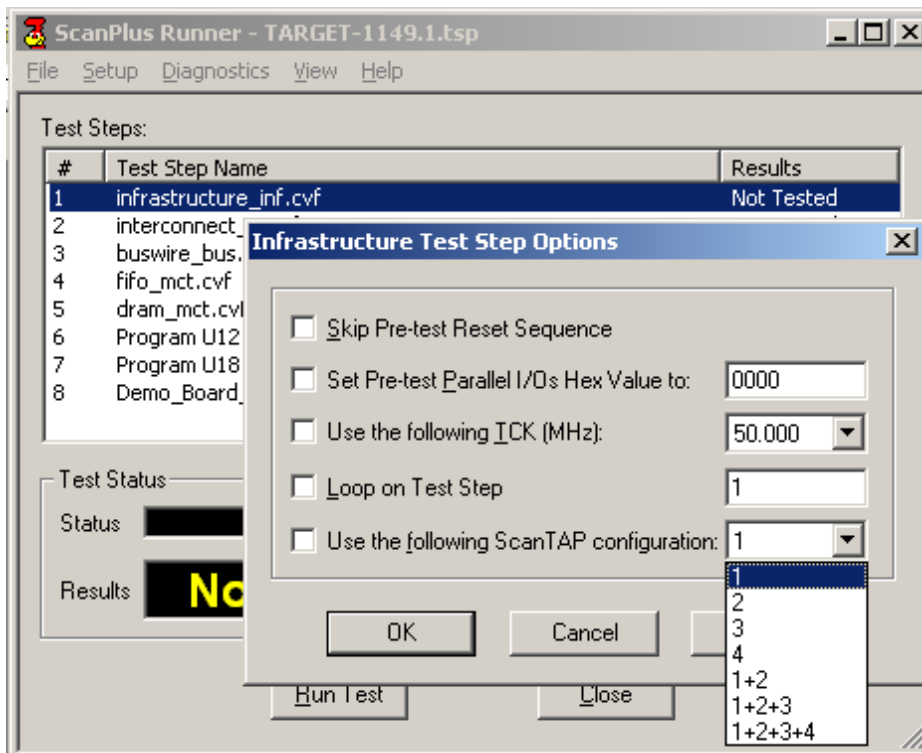 ScanPlus Runner - TARGET-1149.1.tsp
File Setup Diagnostics View Help
Test Steps:
# Test Step Name Results
1 infrastructure_inf.cvf Not Tested
2 interconnect_
3 buswire_bus.
4 fifo_mct.cvf
5 dram_mct.cvf
6 Program U12
7 Program U18
8 Demo_Board_
Infrastructure Test Step Options
Skip Pre-test Reset Sequence
Set Pre-test Parallel I/Os Hex Value to: 0000
Use the following TCK (MHz): 50.000
Loop on Test Step 1
Use the following ScanTAP configuration: 1
1
2
3
4
1+2
1+2+3
1+2+3+4
OK Cancel
Test Status
Status
Results No
Run Test Close